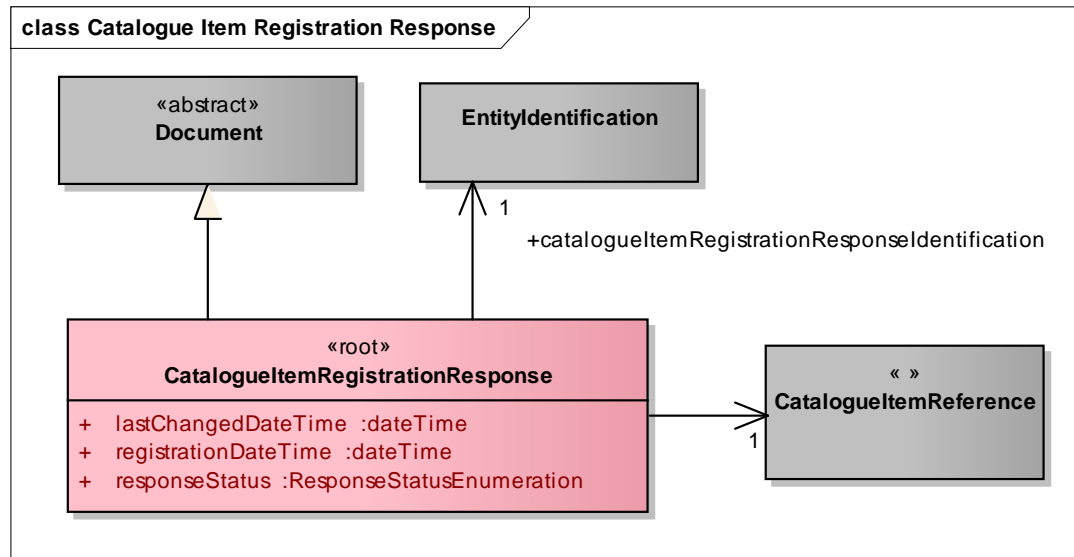 class Catalogue Item Registration Response
«abstract»
Document
EntityIdentification
1
+catalogueItemRegistrationResponseIdentification
«root»
CatalogueItemRegistrationResponse
+ lastChangedDateTime :dateTime
+ registrationDateTime :dateTime
+ responseStatus :ResponseStatusEnumeration
« »
CatalogueItemReference
1